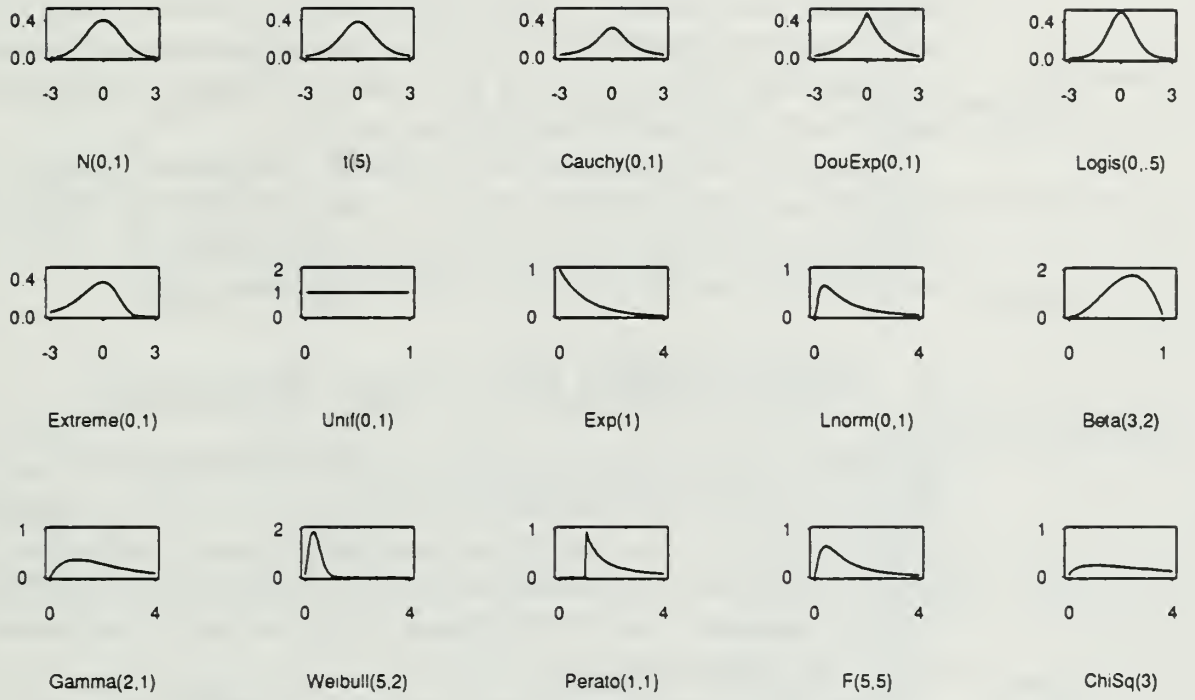 0.4 0.4 0.4 0.4 0.4
0.0 0.0 0.0 0.0 0.0
-3 0 3 -3 0 3 -3 0 3 -3 0 3 -3 0 3
N(0,1) t(5) Cauchy(0,1) DouExp(0,1) Logis(0,.5)
0.4 2 1 1 2
1
0.0 0 0 0 0
-3 0 3 0 1 0 4 0 4 0 1
Extreme(0,1) Unif(0,1) Exp(1) Lnorm(0,1) Beta(3,2)
1 2 1 1 1
0 0 0 0 0
0 4 0 4 0 4 0 4 0 4
Gamma(2,1) Weibull(5,2) Perato(1,1) F(5,5) ChiSq(3)